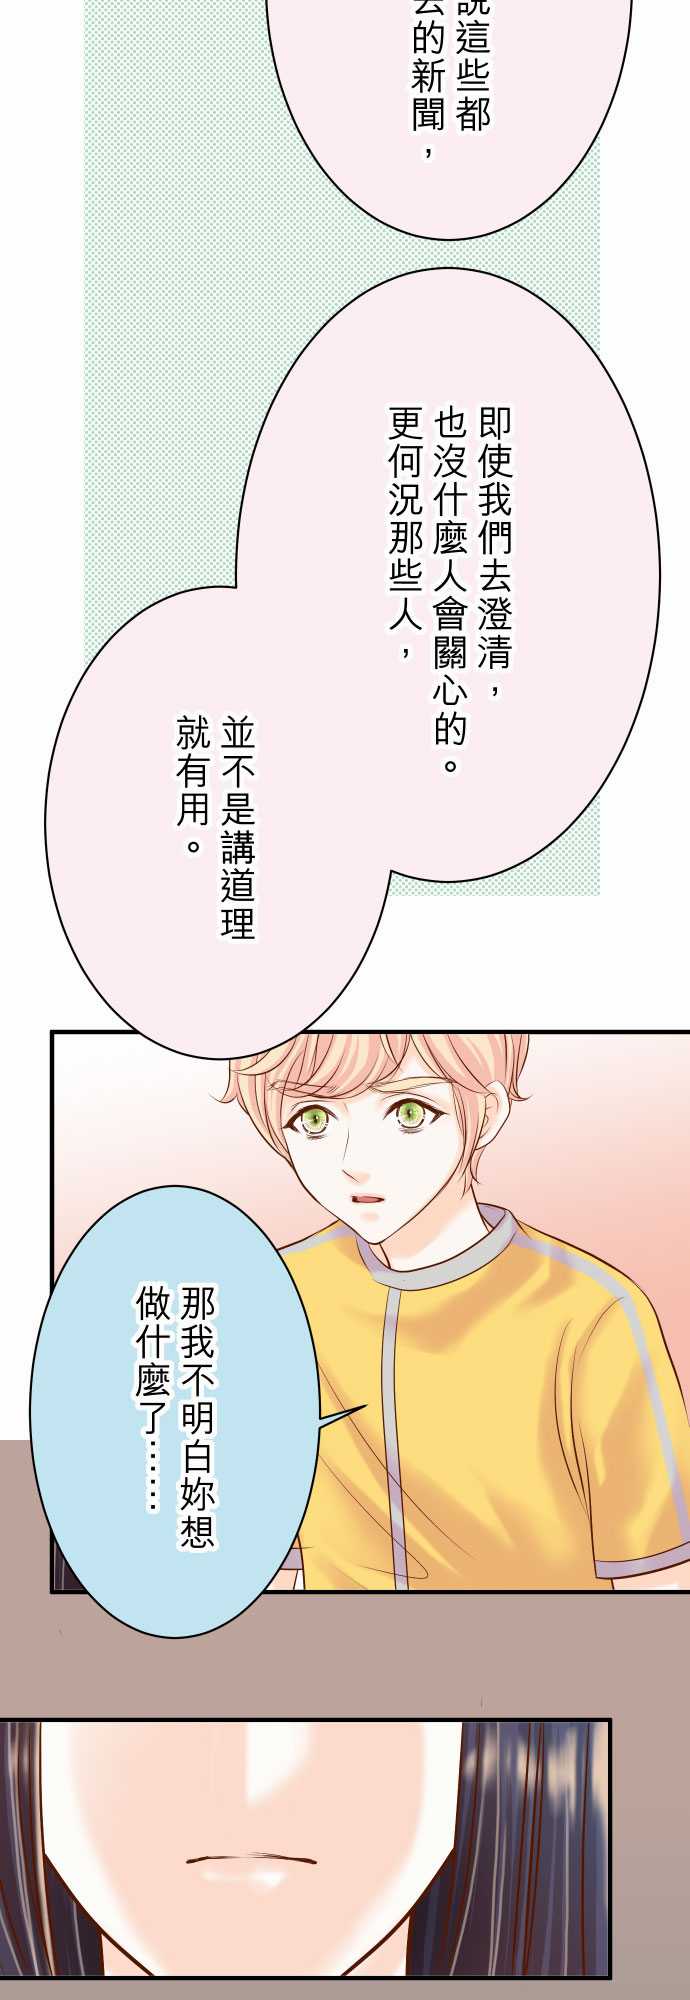 說這些都
去的新聞，
即使我們去澄清，
也沒什麼人會關心的。
更何況那些人，
並不是講道理
就有用。
那我不明白妳想
做什麼了……